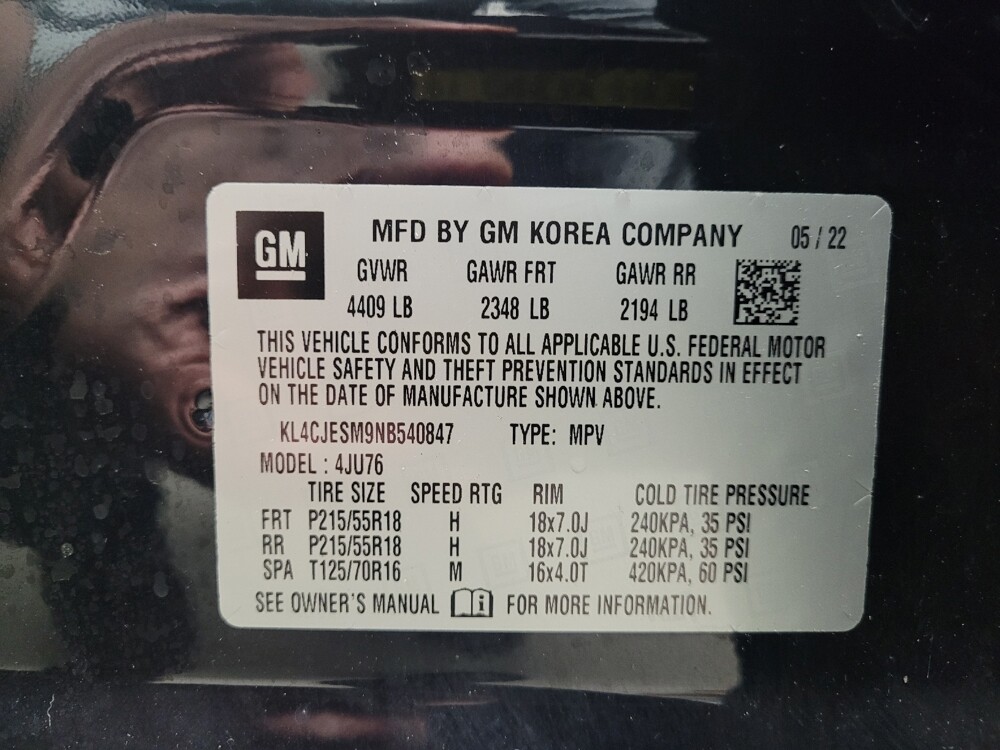 GM
MFD BY GM KOREA COMPANY 05 / 22
GVWR GAWR FRT GAWR RR
4409 LB 2348 LB 2194 LB
THIS VEHICLE CONFORMS TO ALL APPLICABLE U.S. FEDERAL MOTOR
VEHICLE SAFETY AND THEFT PREVENTION STANDARDS IN EFFECT
ON THE DATE OF MANUFACTURE SHOWN ABOVE.
KL4CJESM9NB540847 TYPE: MPV
MODEL : 4JU76
TIRE SIZE SPEED RTG RIM COLD TIRE PRESSURE
FRT P215/55R18 H 18x7.0J 240KPA, 35 PSI
RR P215/55R18 H 18x7.0J 240KPA, 35 PSI
SPA T125/70R16 M 16x4.0T 420KPA, 60 PSI
SEE OWNER'S MANUAL i FOR MORE INFORMATION.